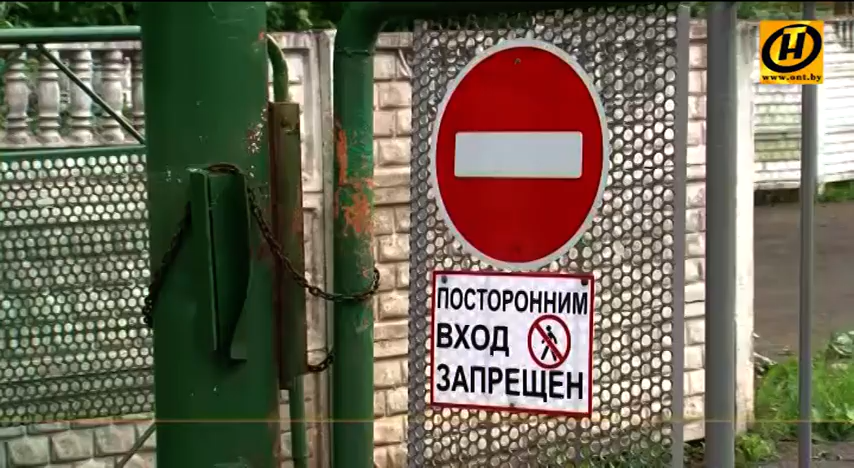 H
www.ont.by
ПОСТОРОННИМ
ВХОД
ЗАПРЕЩЕН